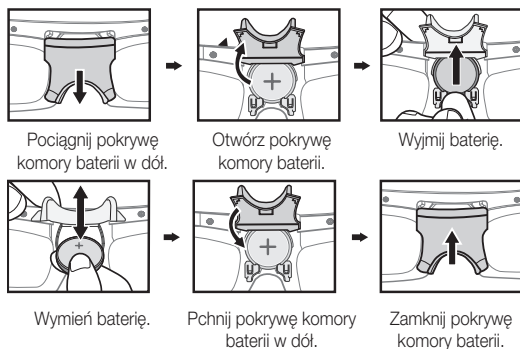 Pociągnij pokrywę
komory baterii w dół.
Otwórz pokrywę
komory baterii.
Wyjmij baterię.
Wymień baterię.
Pchnij pokrywę komory
baterii w dół.
Zamknij pokrywę
komory baterii.